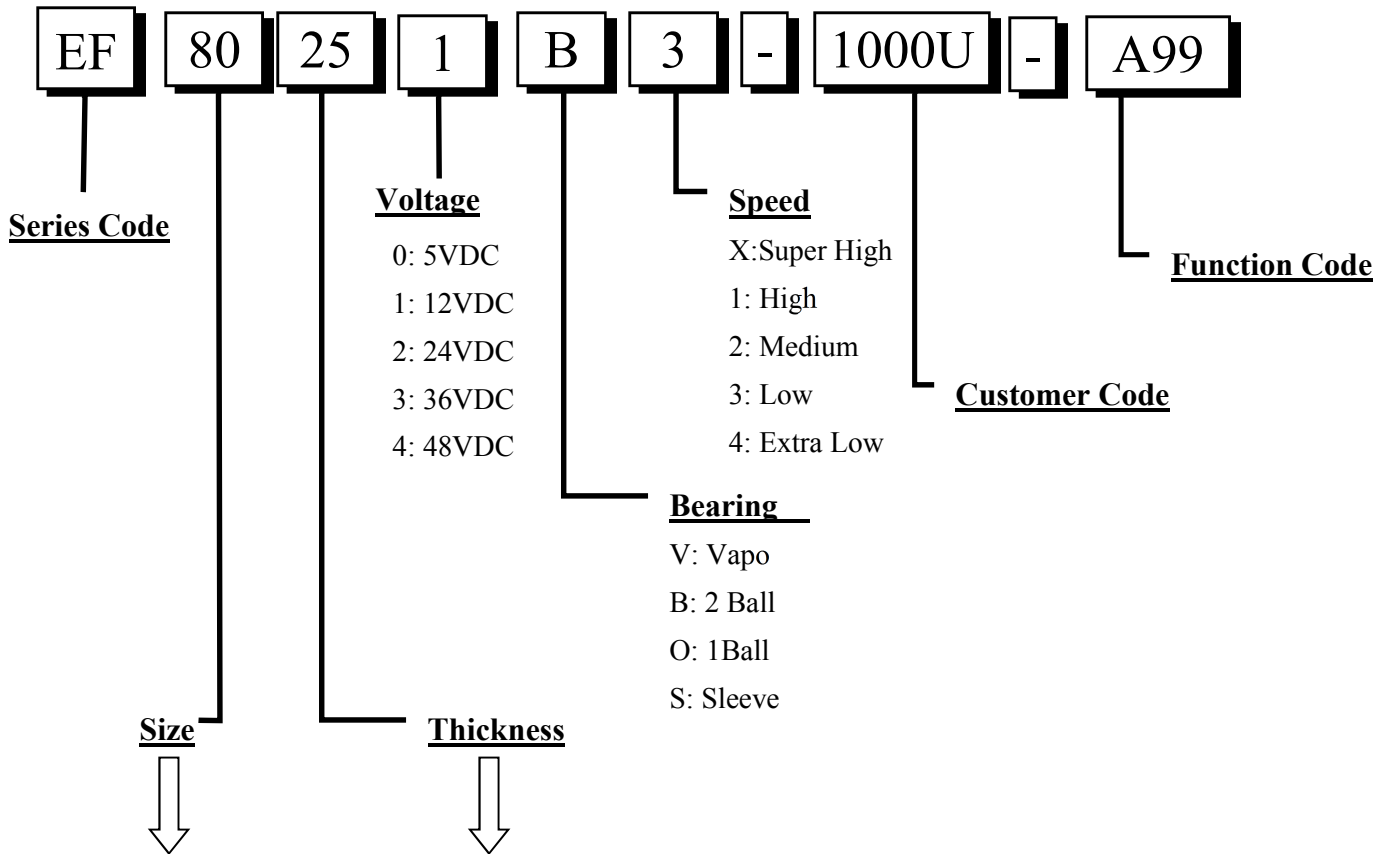 EF 80 25 1 B 3 - 1000U - A99
Series Code
Voltage
0: 5VDC
1: 12VDC
2: 24VDC
3: 36VDC
4: 48VDC
Speed
X:Super High
1: High
2: Medium
3: Low
4: Extra Low
Function Code
Customer Code
Bearing
V: Vapo
B: 2 Ball
O: 1Ball
S: Sleeve
Size
Thickness